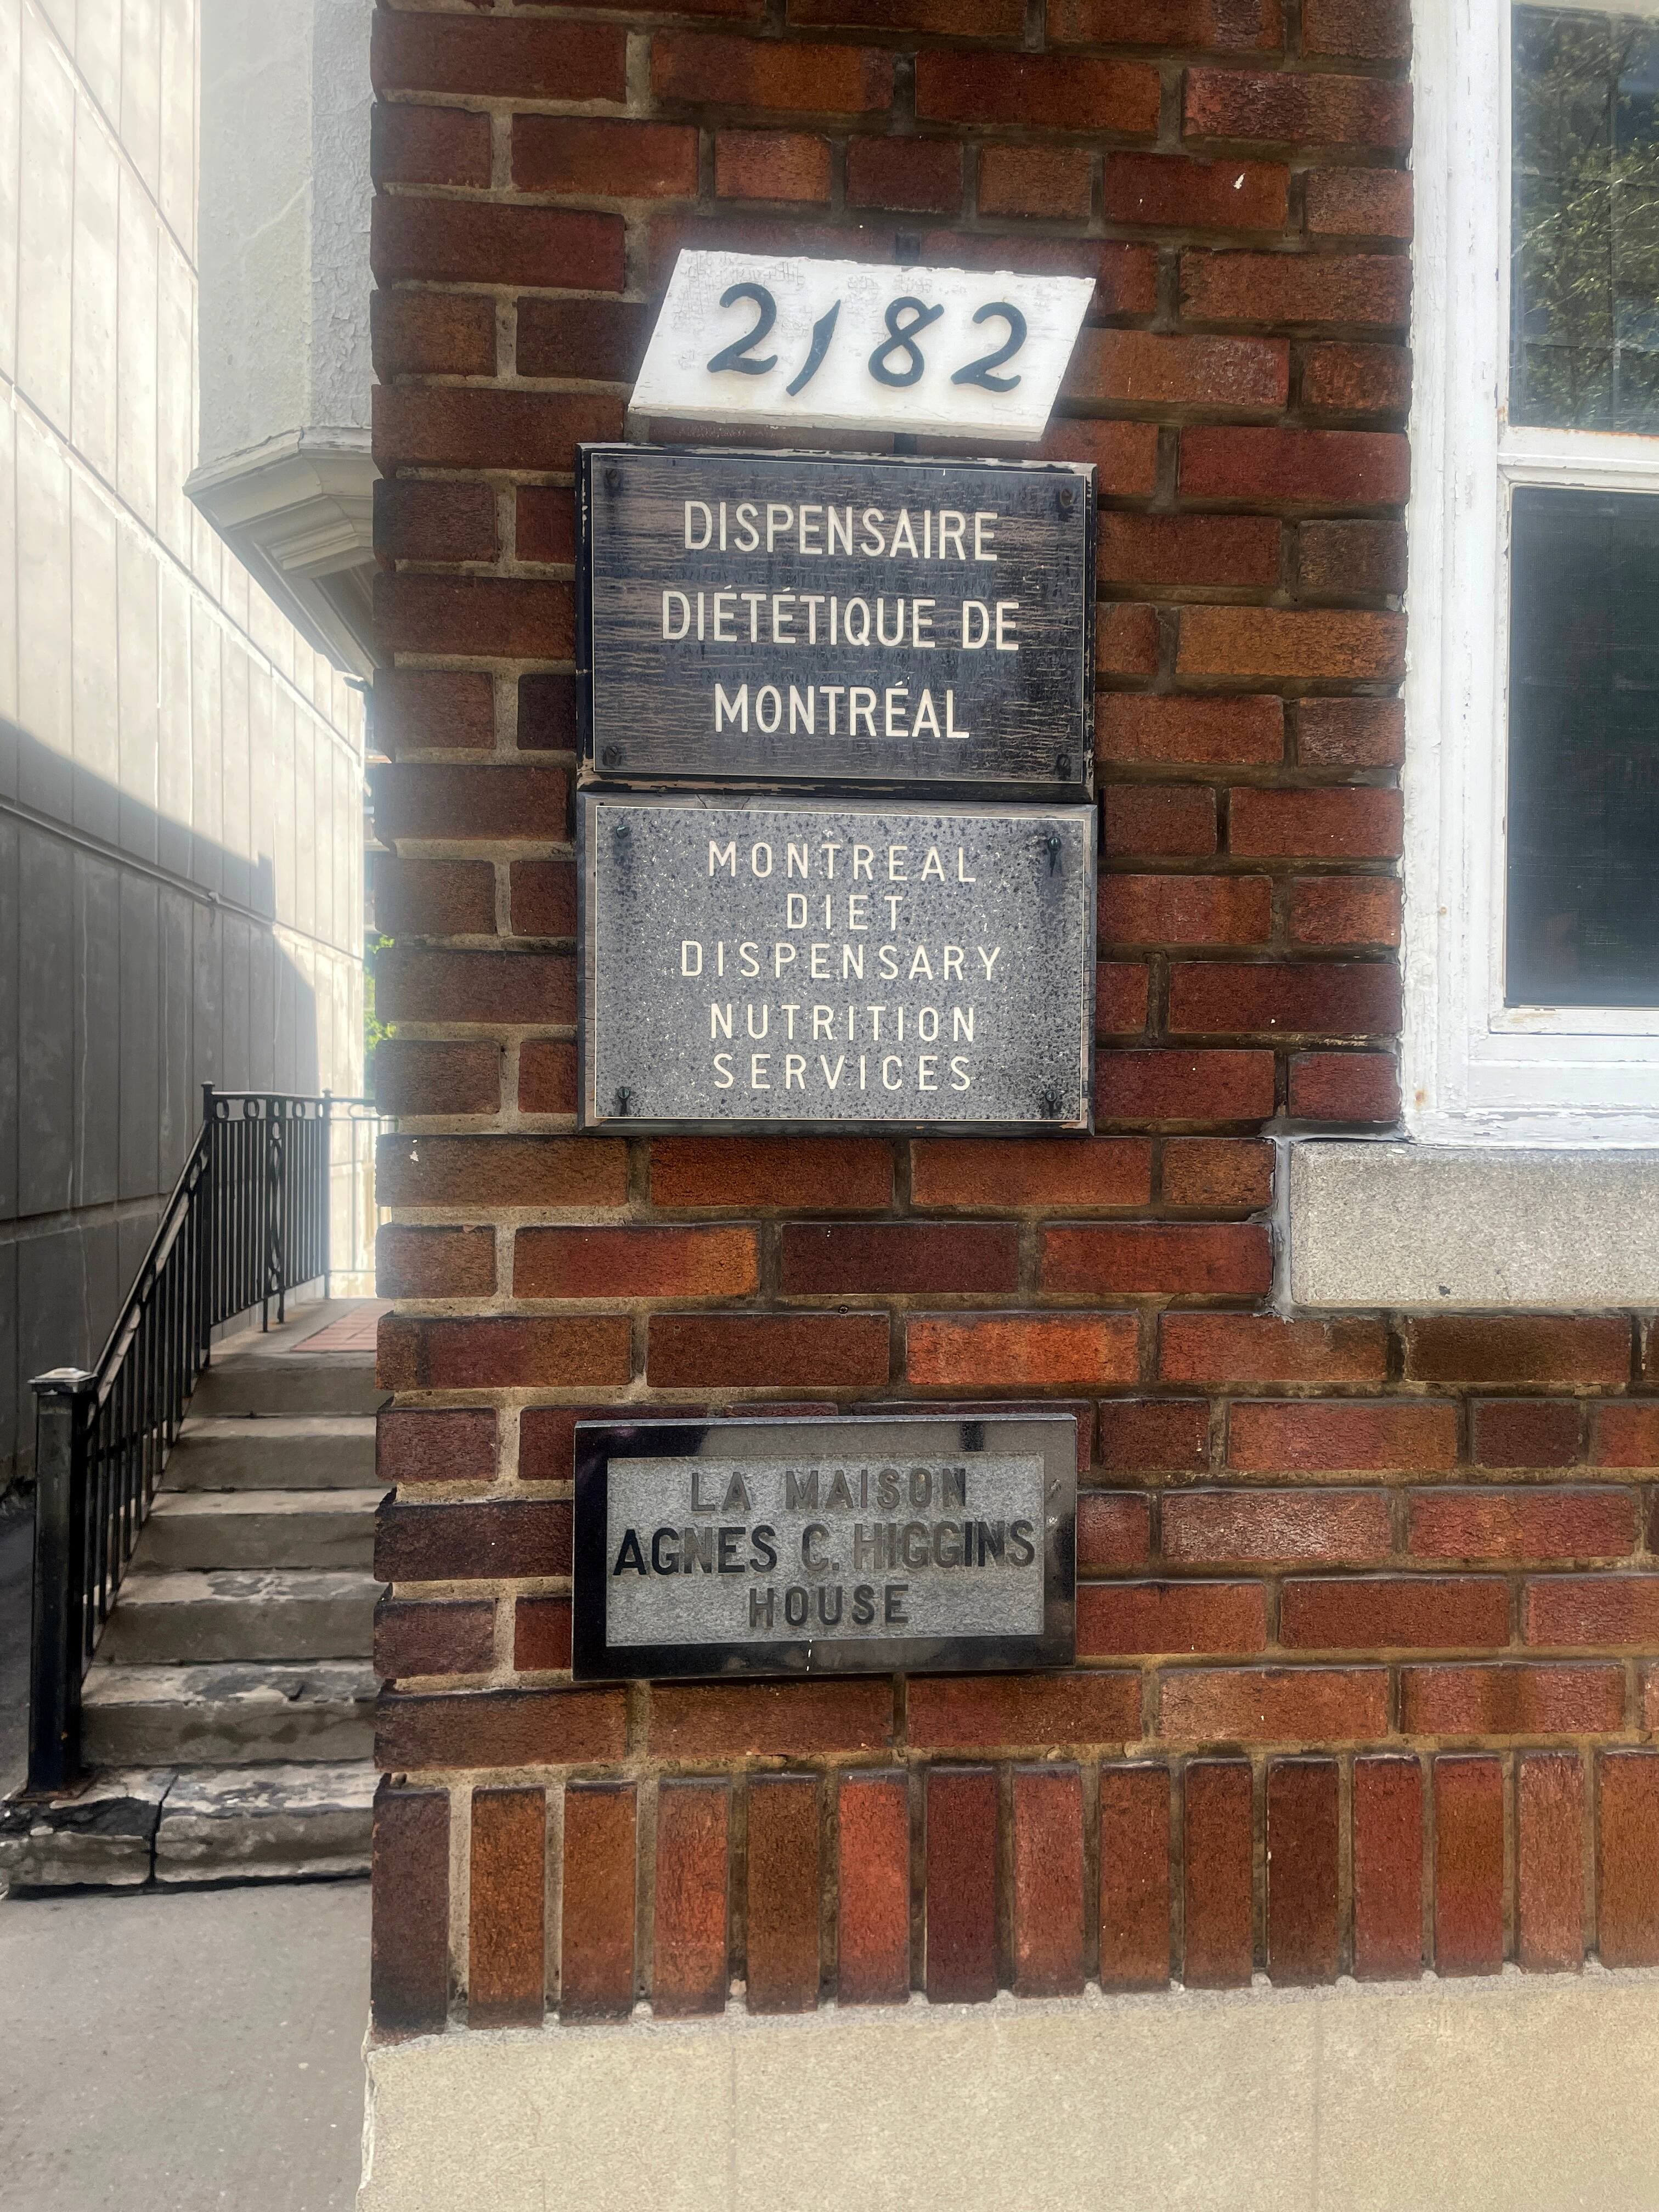 2182
DISPENSAIRE
DIÉTÉTIQUE DE
MONTRÉAL
MONTREAL
DIET
DISPENSARY
NUTRITION
SERVICES
LA MAISON
AGNES C. HIGGINS
HOUSE